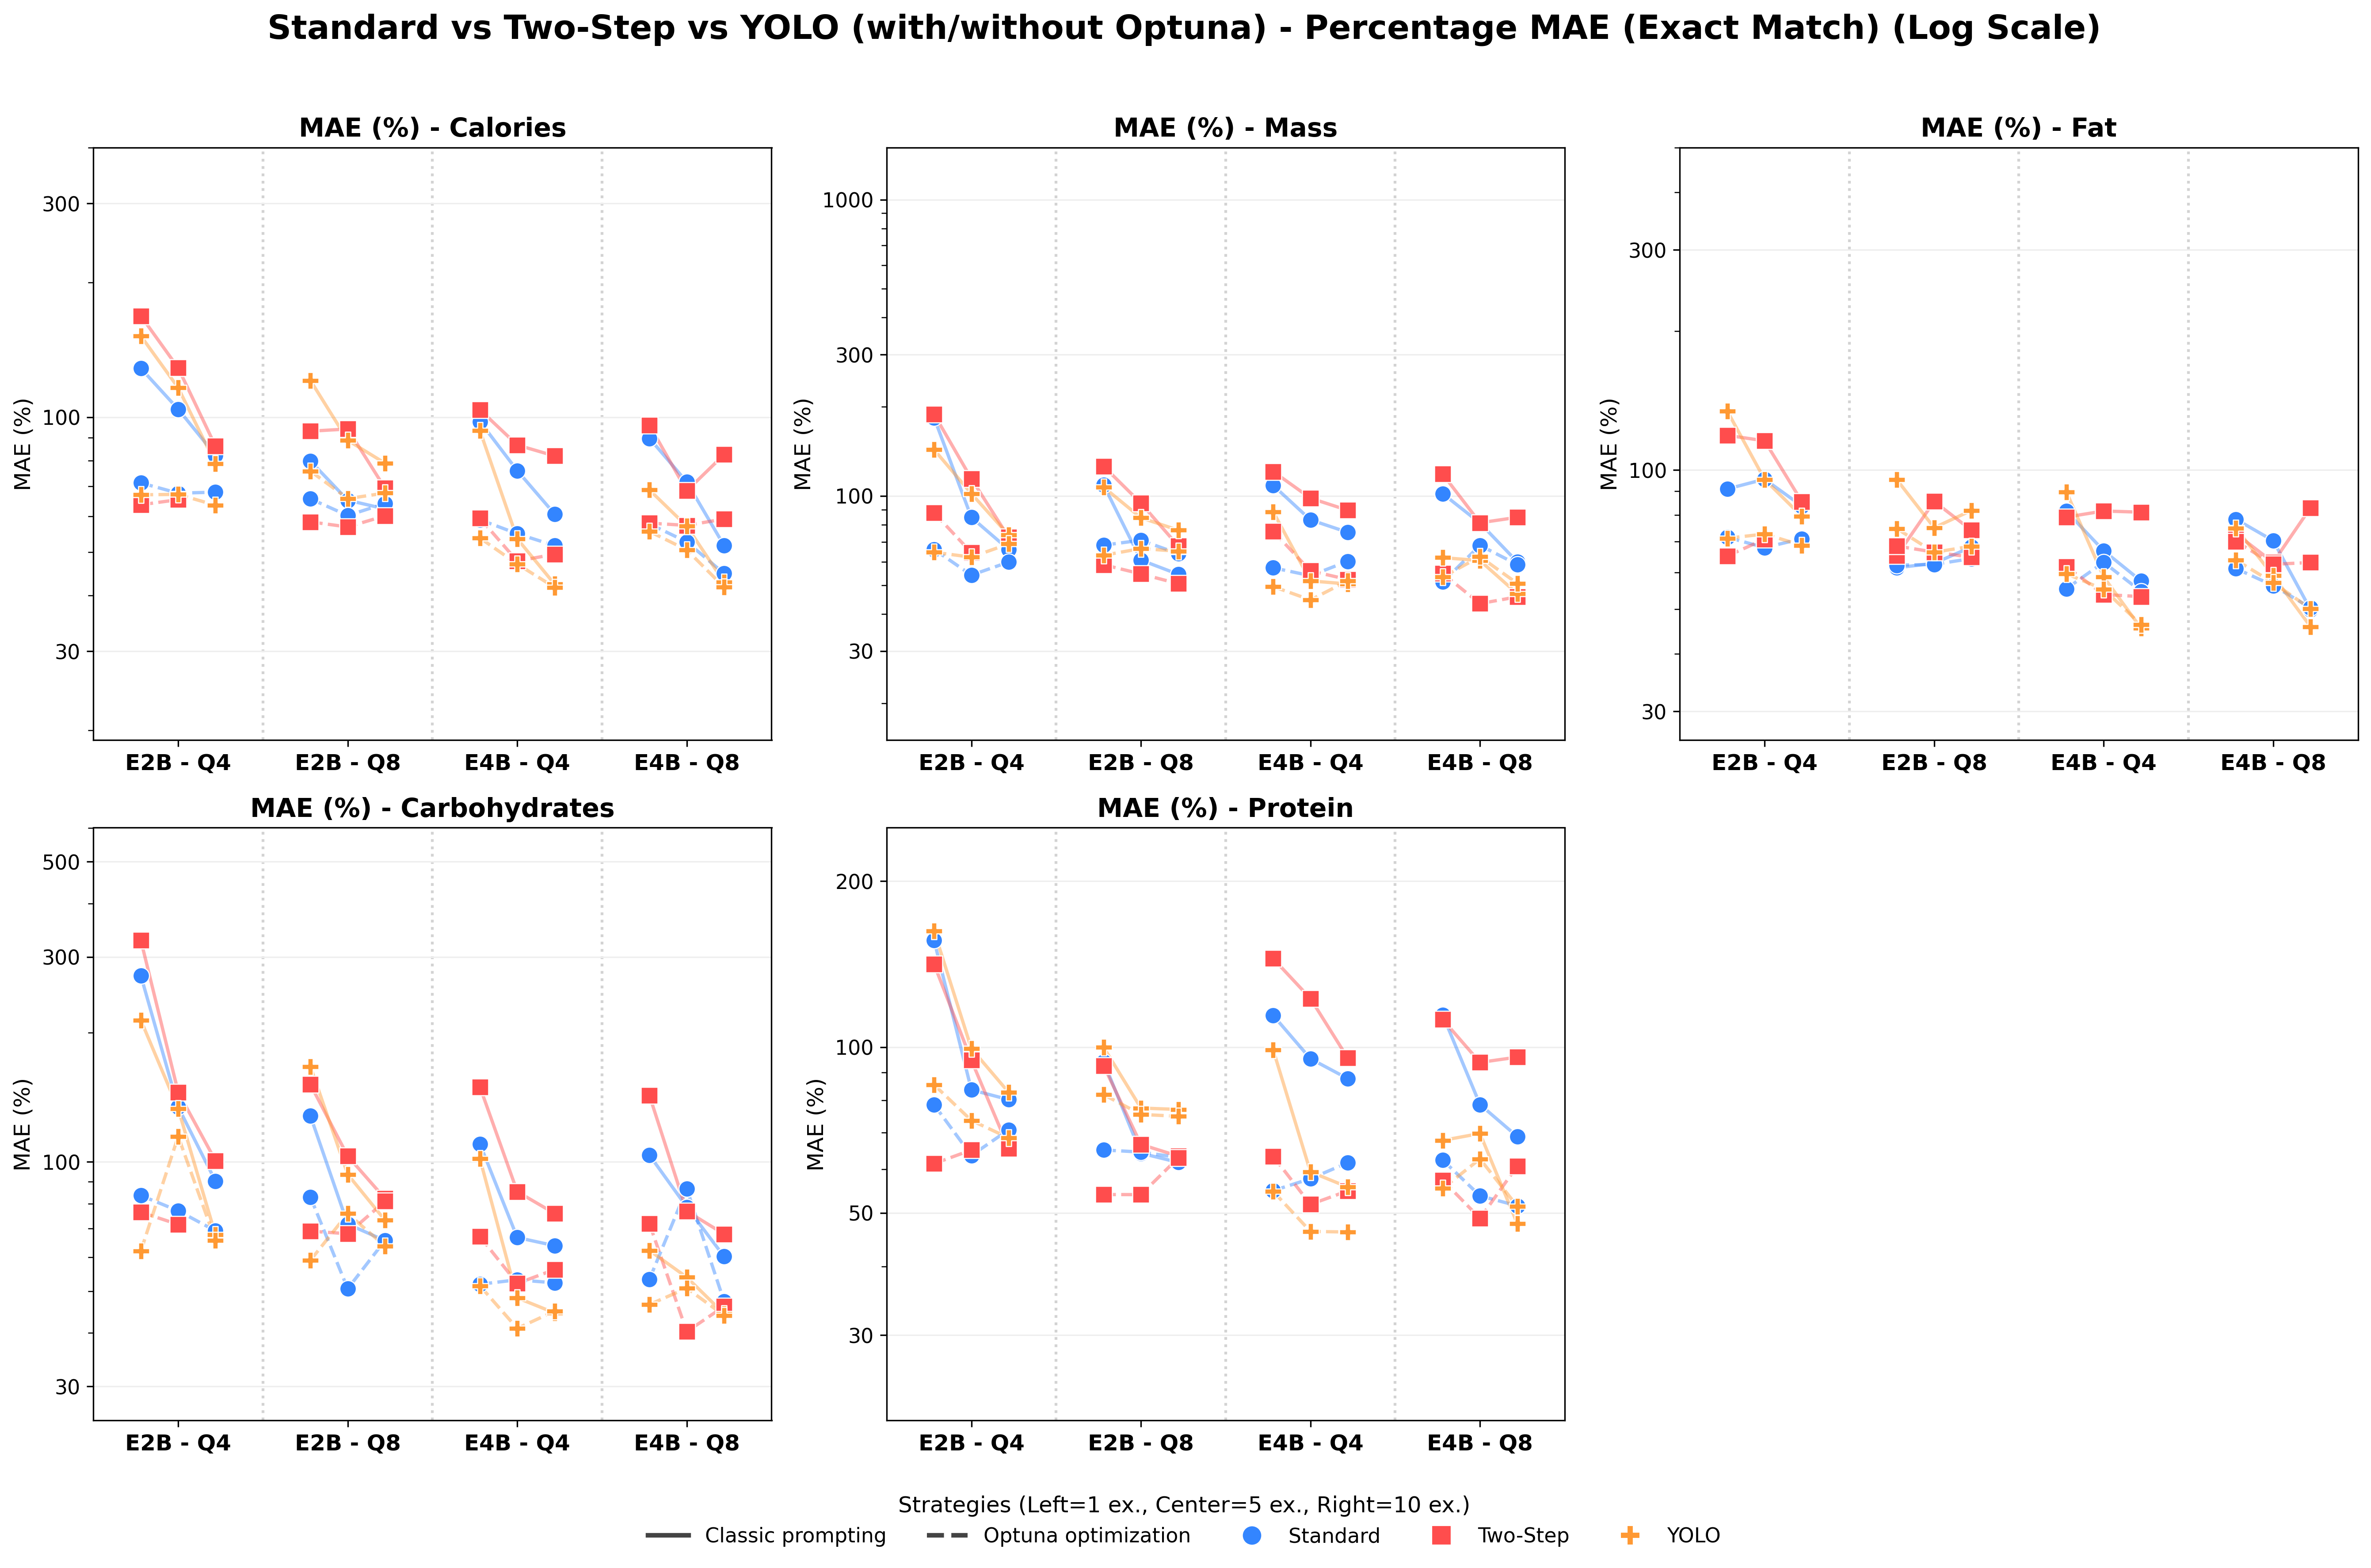 Standard vs Two-Step vs YOLO (with/without Optuna) - Percentage MAE (Exact Match) (Log Scale)
MAE (%) - Calories
MAE (%)
300
100
30
E2B - Q4
E2B - Q8
E4B - Q4
E4B - Q8
MAE (%) - Mass
MAE (%)
1000
300
100
30
E2B - Q4
E2B - Q8
E4B - Q4
E4B - Q8
MAE (%) - Fat
MAE (%)
300
100
30
E2B - Q4
E2B - Q8
E4B - Q4
E4B - Q8
MAE (%) - Carbohydrates
MAE (%)
500
300
100
30
E2B - Q4
E2B - Q8
E4B - Q4
E4B - Q8
MAE (%) - Protein
MAE (%)
200
100
50
30
E2B - Q4
E2B - Q8
E4B - Q4
E4B - Q8
Strategies (Left=1 ex., Center=5 ex., Right=10 ex.)
Classic prompting
Optuna optimization
Standard
Two-Step
YOLO